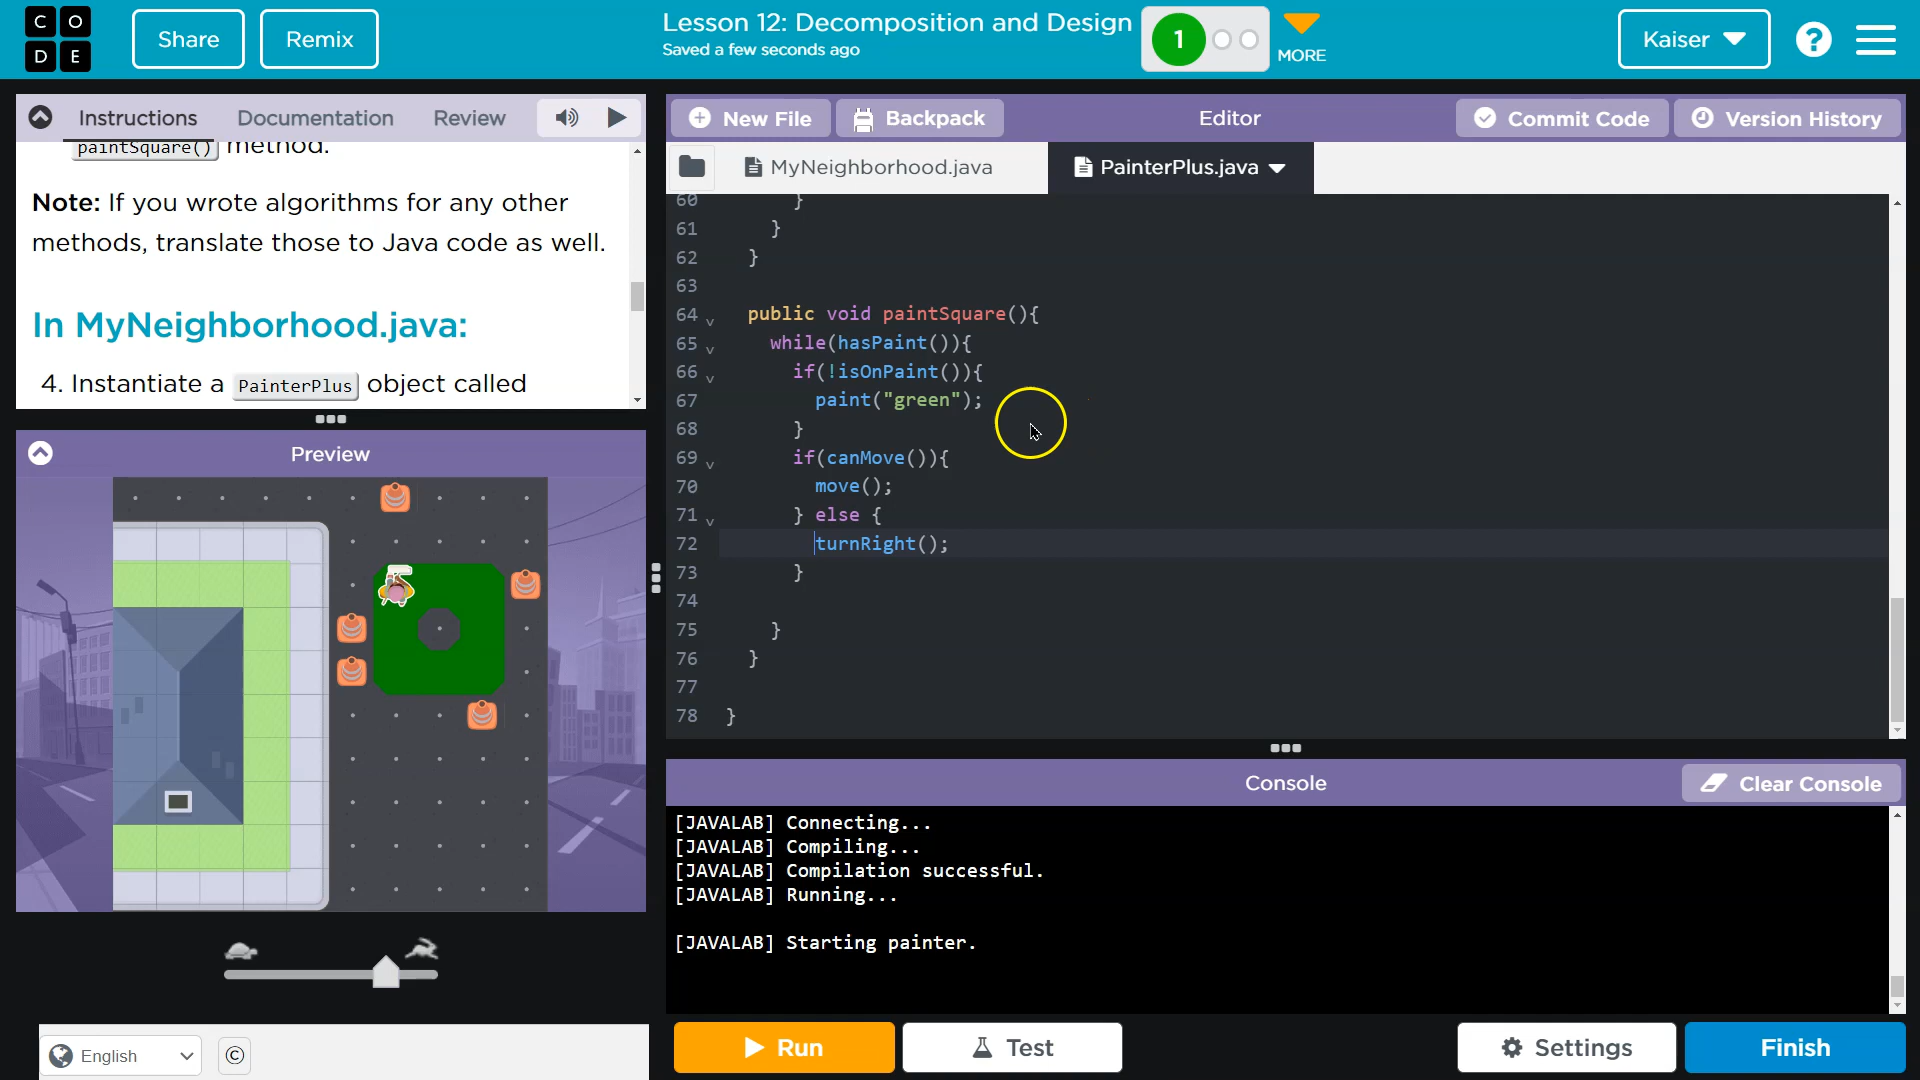 C O
D E
Share
Remix
Lesson 12: Decomposition and Design
Saved a few seconds ago
1
MORE
Kaiser
?
Instructions
Documentation
Review
New File
Backpack
Editor
Commit Code
Version History
MyNeighborhood.java
PainterPlus.java
paintSquare() method.
Note: If you wrote algorithms for any other
methods, translate those to Java code as well.
In MyNeighborhood.java:
4. Instantiate a PainterPlus object called
Preview
60 }
61 }
62 }
63
64 public void paintSquare(){
65 while(hasPaint()){
66 if(!isOnPaint()){
67 paint("green");
68 }
69 if(canMove()){
70 move();
71 } else {
72 turnRight();
73 }
74
75 }
76 }
77
78 }
Console
Clear Console
[JAVALAB] Connecting...
[JAVALAB] Compiling...
[JAVALAB] Compilation successful.
[JAVALAB] Running...
[JAVALAB] Starting painter.
English
©
Run
Test
Settings
Finish